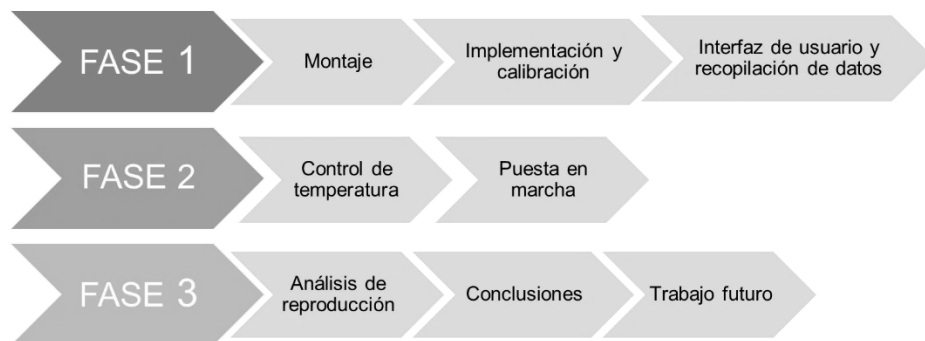 FASE 1
Montaje
Implementación y
calibración
Interfaz de usuario y
recopilación de datos
FASE 2
Control de
temperatura
Puesta en
marcha
FASE 3
Análisis de
reproducción
Conclusiones
Trabajo futuro